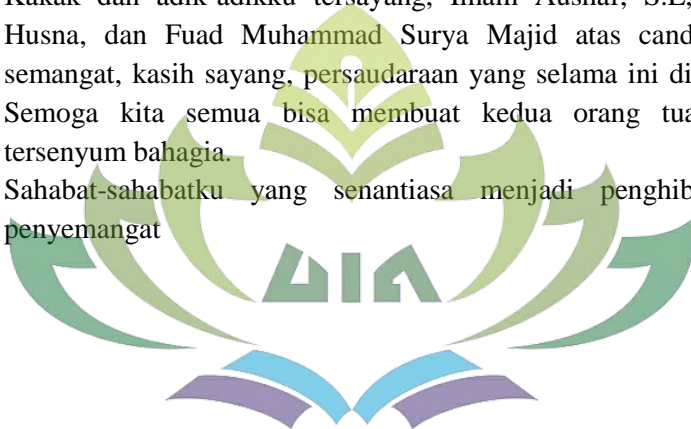 Kakak dan adik-adikku tersayang, Imam Aushaf, S.E,
Husna, dan Fuad Muhammad Surya Majid atas cand
semangat, kasih sayang, persaudaraan yang selama ini di
Semoga kita semua bisa membuat kedua orang tua
tersenyum bahagia.
Sahabat-sahabatku yang senantiasa menjadi penghib
penyemangat
UIN